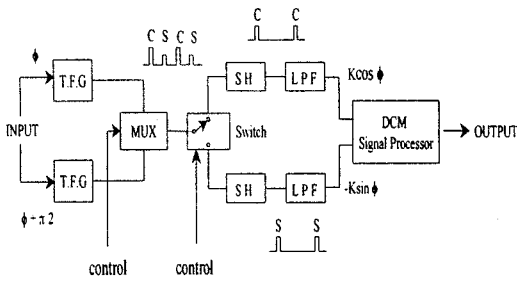 C C
C S C S
ϕ
T.F.G
SH
LPF
Kcos ϕ
INPUT
MUX
Switch
DCM
Signal Processor
OUTPUT
T.F.G
SH
LPF
-Ksin ϕ
ϕ + π 2
S S
control
control